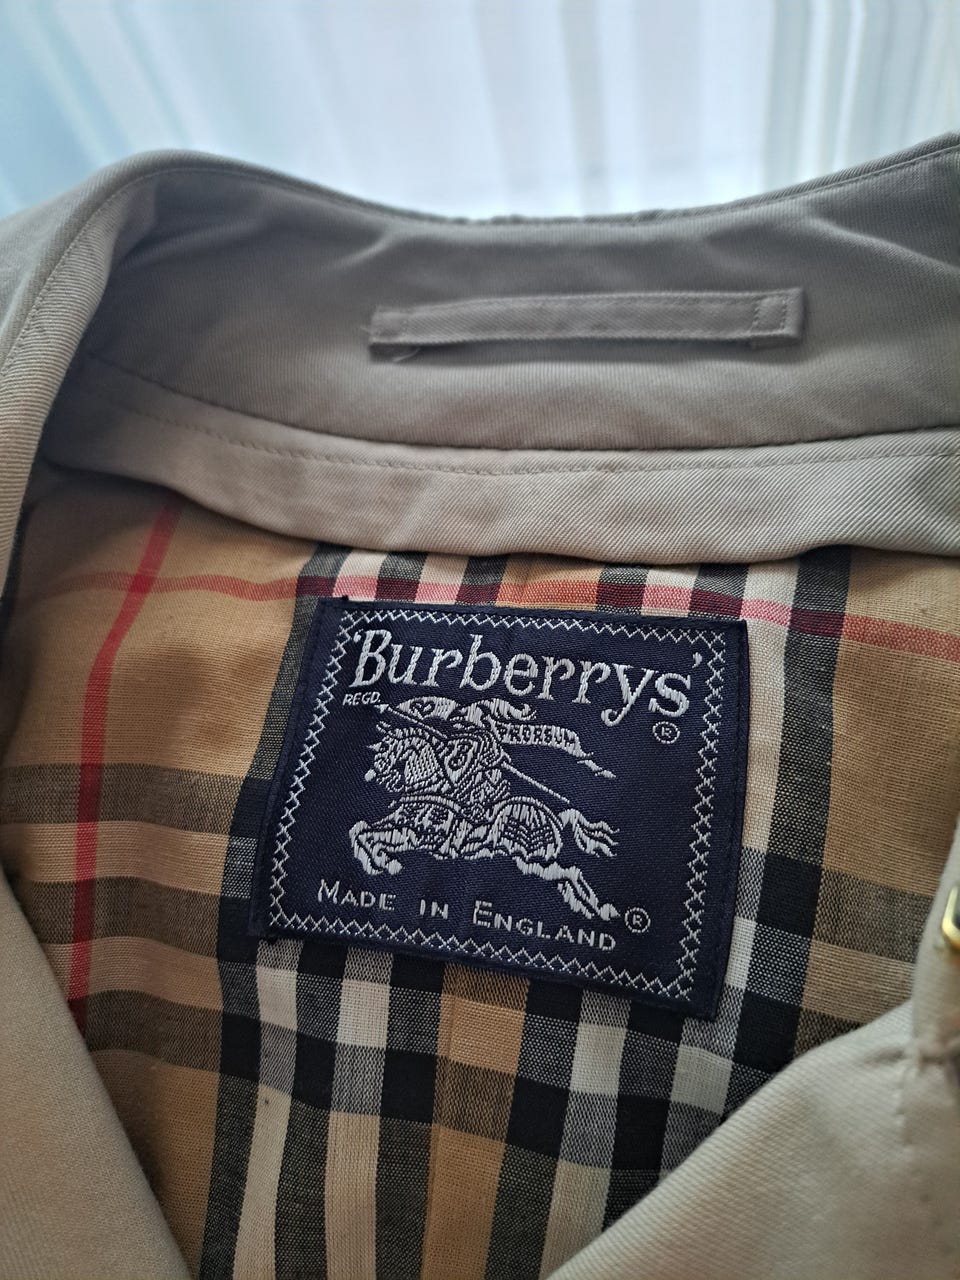 'Burberrys'
REGD.
®
PRORSUM
B
MADE IN ENGLAND ®